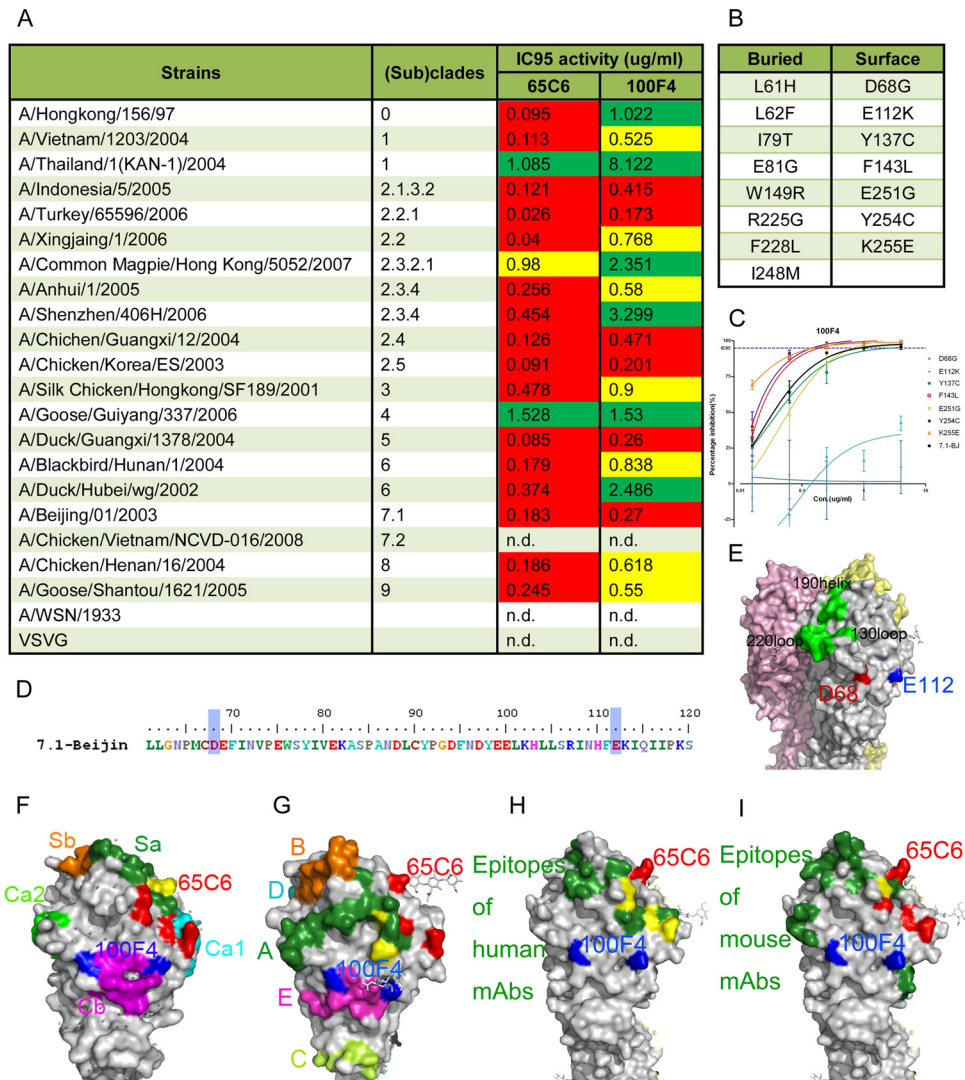 A
Strains (Sub)clades IC95 activity (ug/ml)
65C6 100F4
A/Hongkong/156/97 0 0.095 1.022
A/Vietnam/1203/2004 1 0.113 0.525
A/Thailand/1(KAN-1)/2004 1 1.085 8.122
A/Indonesia/5/2005 2.1.3.2 0.121 0.415
A/Turkey/65596/2006 2.2.1 0.026 0.173
A/Xingjaing/1/2006 2.2 0.04 0.768
A/Common Magpie/Hong Kong/5052/2007 2.3.2.1 0.98 2.351
A/Anhui/1/2005 2.3.4 0.256 0.58
A/Shenzhen/406H/2006 2.3.4 0.454 3.299
A/Chichen/Guangxi/12/2004 2.4 0.126 0.471
A/Chicken/Korea/ES/2003 2.5 0.091 0.201
A/Silk Chicken/Hongkong/SF189/2001 3 0.478 0.9
A/Goose/Guiyang/337/2006 4 1.528 1.53
A/Duck/Guangxi/1378/2004 5 0.085 0.26
A/Blackbird/Hunan/1/2004 6 0.179 0.838
A/Duck/Hubei/wg/2002 6 0.374 2.486
A/Beijing/01/2003 7.1 0.183 0.27
A/Chicken/Vietnam/NCVD-016/2008 7.2 n.d. n.d.
A/Chicken/Henan/16/2004 8 0.186 0.618
A/Goose/Shantou/1621/2005 9 0.245 0.55
A/WSN/1933 n.d. n.d.
VSVG n.d. n.d.
B
Buried Surface
L61H D68G
L62F E112K
I79T Y137C
E81G F143L
W149R E251G
R225G Y254C
F228L K255E
I248M
C
100F4
Percentage inhibition(%)
100
IC95
75
50
25
0
-25
0.01
10
Con.(ug/ml)
D68G
E112K
Y137C
F143L
E251G
Y254C
K255E
7.1-BJ
D
70 80 90 100 110 120
7.1-Beijin LLGNPMCDEFINVPEWSYIVEKASPANDLCYPGDFNDYEELKHLLSRINHFEKIQIIPKS
E
190helix
220loop
130loop
D68
E112
F
Sb
Sa
65C6
Ca2
100F4
Ca1
Cb
G
B
65C6
D
A
100F4
E
C
H
Epitopes
of
human
mAbs
65C6
100F4
I
Epitopes
of
mouse
mAbs
65C6
100F4